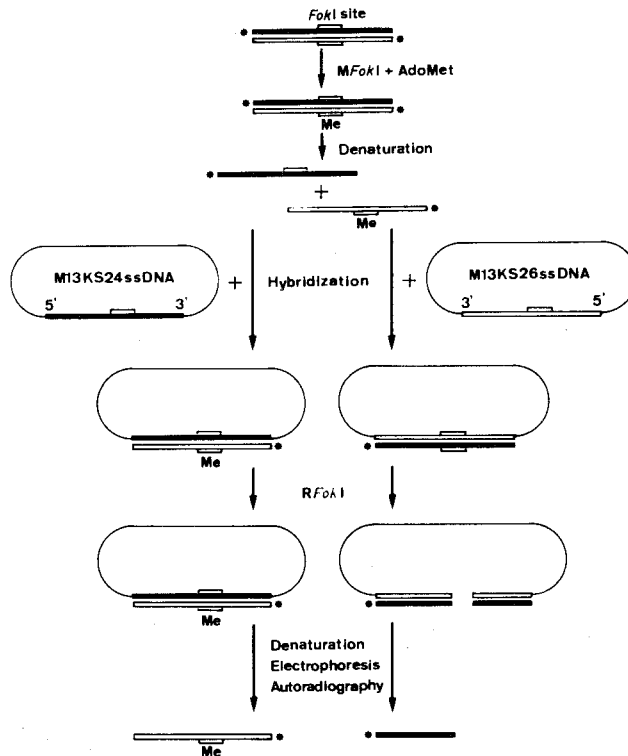 FokI site
MFokI + AdoMet
Me
Denaturation
+
Me
M13KS24ssDNA
5' 3'
+
Hybridization
+
M13KS26ssDNA
3' 5'
Me
RFokI
Me
Denaturation
Electrophoresis
Autoradiography
Me